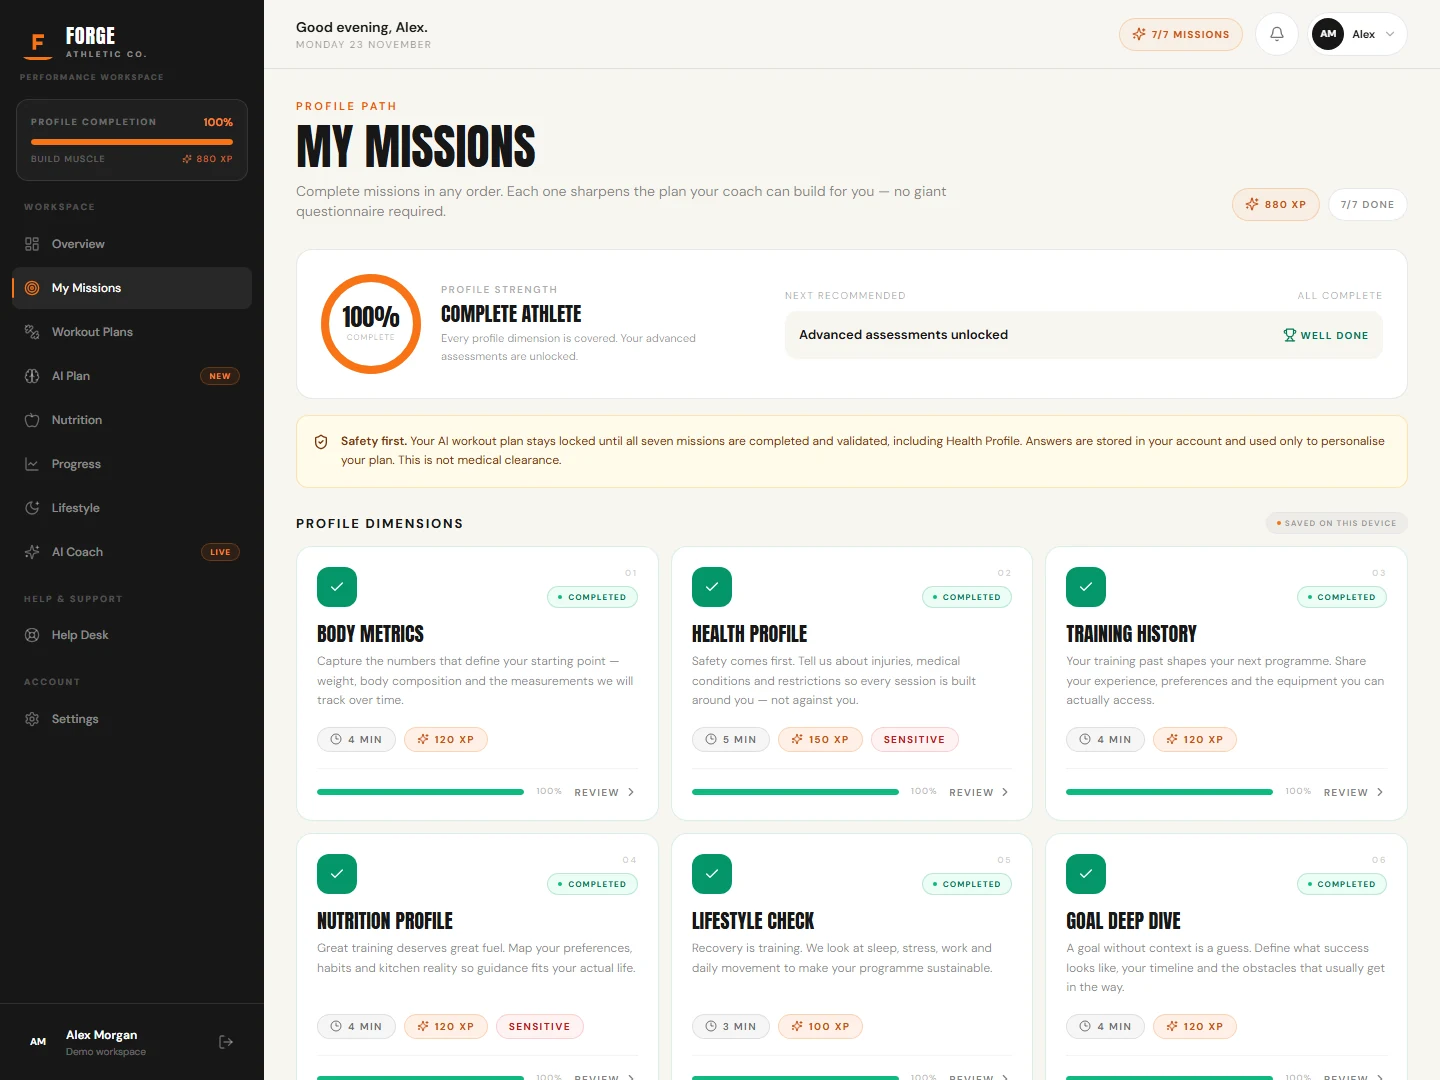 F
FORGE
ATHLETIC CO.
PERFORMANCE WORKSPACE
PROFILE COMPLETION 100%
BUILD MUSCLE 880 XP
WORKSPACE
Overview
My Missions
Workout Plans
AI Plan NEW
Nutrition
Progress
Lifestyle
AI Coach LIVE
HELP & SUPPORT
Help Desk
ACCOUNT
Settings
AM
Alex Morgan
Demo workspace
Good evening, Alex.
MONDAY 23 NOVEMBER
7/7 MISSIONS
AM Alex
PROFILE PATH
MY MISSIONS
Complete missions in any order. Each one sharpens the plan your coach can build for you — no giant
questionnaire required.
880 XP
7/7 DONE
100%
COMPLETE
PROFILE STRENGTH
COMPLETE ATHLETE
Every profile dimension is covered. Your advanced
assessments are unlocked.
NEXT RECOMMENDED ALL COMPLETE
Advanced assessments unlocked WELL DONE
Safety first. Your AI workout plan stays locked until all seven missions are completed and validated, including Health Profile. Answers are stored in your account and used only to personalise
your plan. This is not medical clearance.
PROFILE DIMENSIONS
SAVED ON THIS DEVICE
01
COMPLETED
BODY METRICS
Capture the numbers that define your starting point —
weight, body composition and the measurements we will
track over time.
4 MIN 120 XP
100% REVIEW
02
COMPLETED
HEALTH PROFILE
Safety comes first. Tell us about injuries, medical
conditions and restrictions so every session is built
around you — not against you.
5 MIN 150 XP SENSITIVE
100% REVIEW
03
COMPLETED
TRAINING HISTORY
Your training past shapes your next programme. Share
your experience, preferences and the equipment you can
actually access.
4 MIN 120 XP
100% REVIEW
04
COMPLETED
NUTRITION PROFILE
Great training deserves great fuel. Map your preferences,
habits and kitchen reality so guidance fits your actual life.
4 MIN 120 XP SENSITIVE
100% REVIEW
05
COMPLETED
LIFESTYLE CHECK
Recovery is training. We look at sleep, stress, work and
daily movement to make your programme sustainable.
3 MIN 100 XP
100% REVIEW
06
COMPLETED
GOAL DEEP DIVE
A goal without context is a guess. Define what success
looks like, your timeline and the obstacles that usually get
in the way.
4 MIN 120 XP
100% REVIEW